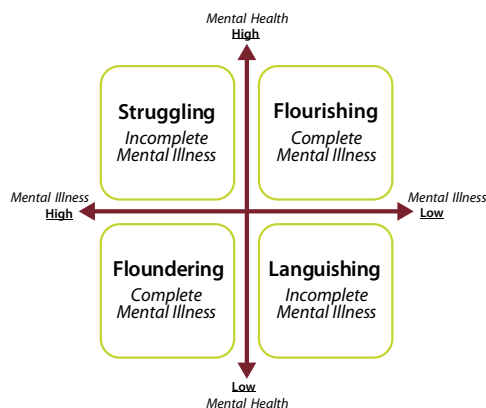 Mental Health
High
Struggling
Incomplete
Mental Illness
Flourishing
Complete
Mental Illness
Mental Illness
High
Mental Illness
Low
Floundering
Complete
Mental Illness
Languishing
Incomplete
Mental Illness
Low
Mental Health